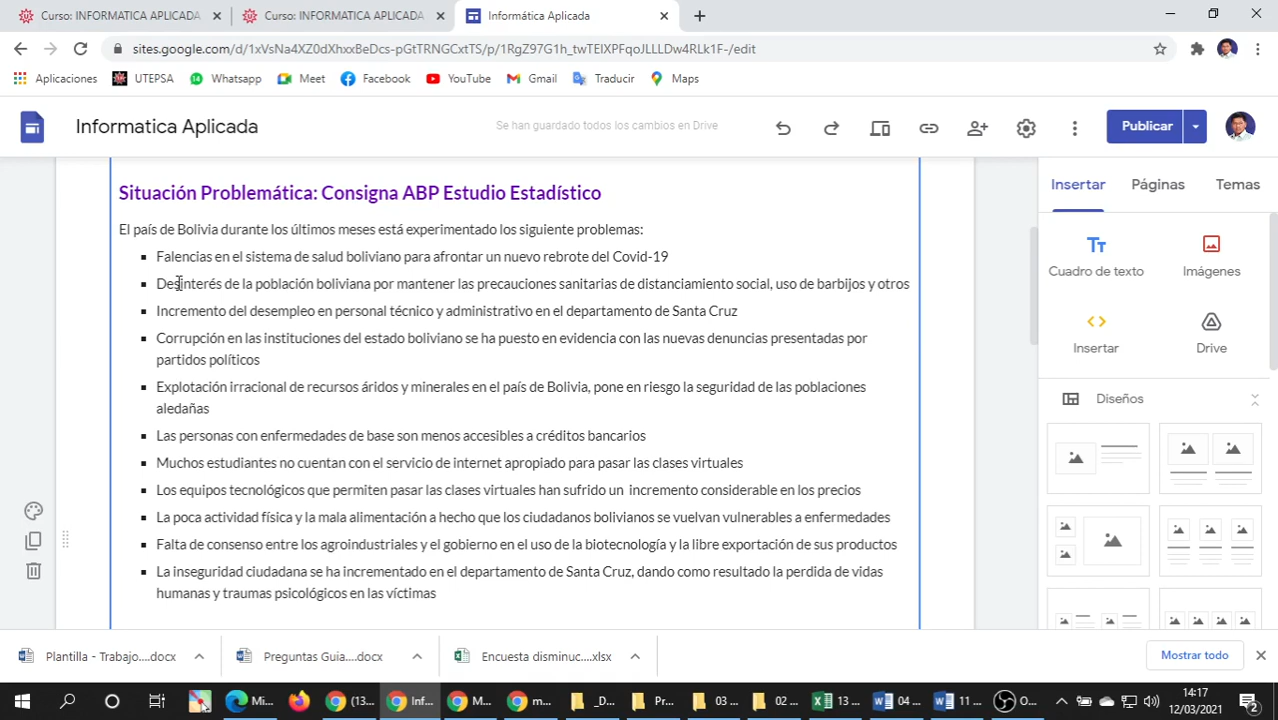 Curso: INFORMATICA APLICADA
Curso: INFORMATICA APLICADA
Informática Aplicada
sites.google.com/d/1xVsNa4XZ0dXhxxBeDcs-pGtTRNGCxtTS/p/1RgZ97G1h_twTElXPFqoJLLLDw4RLk1F-/edit
Aplicaciones
UTEPSA
Whatsapp
Meet
Facebook
YouTube
Gmail
Traducir
Maps
Informatica Aplicada
Se han guardado todos los cambios en Drive
Publicar
Situación Problemática: Consigna ABP Estudio Estadístico
El país de Bolivia durante los últimos meses está experimentado los siguiente problemas:
Falencias en el sistema de salud boliviano para afrontar un nuevo rebrote del Covid-19
Desinterés de la población boliviana por mantener las precauciones sanitarias de distanciamiento social, uso de barbijos y otros
Incremento del desempleo en personal técnico y administrativo en el departamento de Santa Cruz
Corrupción en las instituciones del estado boliviano se ha puesto en evidencia con las nuevas denuncias presentadas por
partidos políticos
Explotación irracional de recursos áridos y minerales en el país de Bolivia, pone en riesgo la seguridad de las poblaciones
aledañas
Las personas con enfermedades de base son menos accesibles a créditos bancarios
Muchos estudiantes no cuentan con el servicio de internet apropiado para pasar las clases virtuales
Los equipos tecnológicos que permiten pasar las clases virtuales han sufrido un incremento considerable en los precios
La poca actividad física y la mala alimentación a hecho que los ciudadanos bolivianos se vuelvan vulnerables a enfermedades
Falta de consenso entre los agroindustriales y el gobierno en el uso de la biotecnología y la libre exportación de sus productos
La inseguridad ciudadana se ha incrementado en el departamento de Santa Cruz, dando como resultado la perdida de vidas
humanas y traumas psicológicos en las víctimas
Insertar
Páginas
Temas
Tt
Cuadro de texto
Imágenes
Insertar
Drive
Diseños
Plantilla - Trabajo....docx
Preguntas Guia....docx
Encuesta disminuc....xlsx
Mostrar todo
Mi...
(13...
Inf...
M...
m...
_D...
Pr...
03 ...
02 ...
13 ...
04 ...
11 ...
O...
14:17
12/03/2021
2